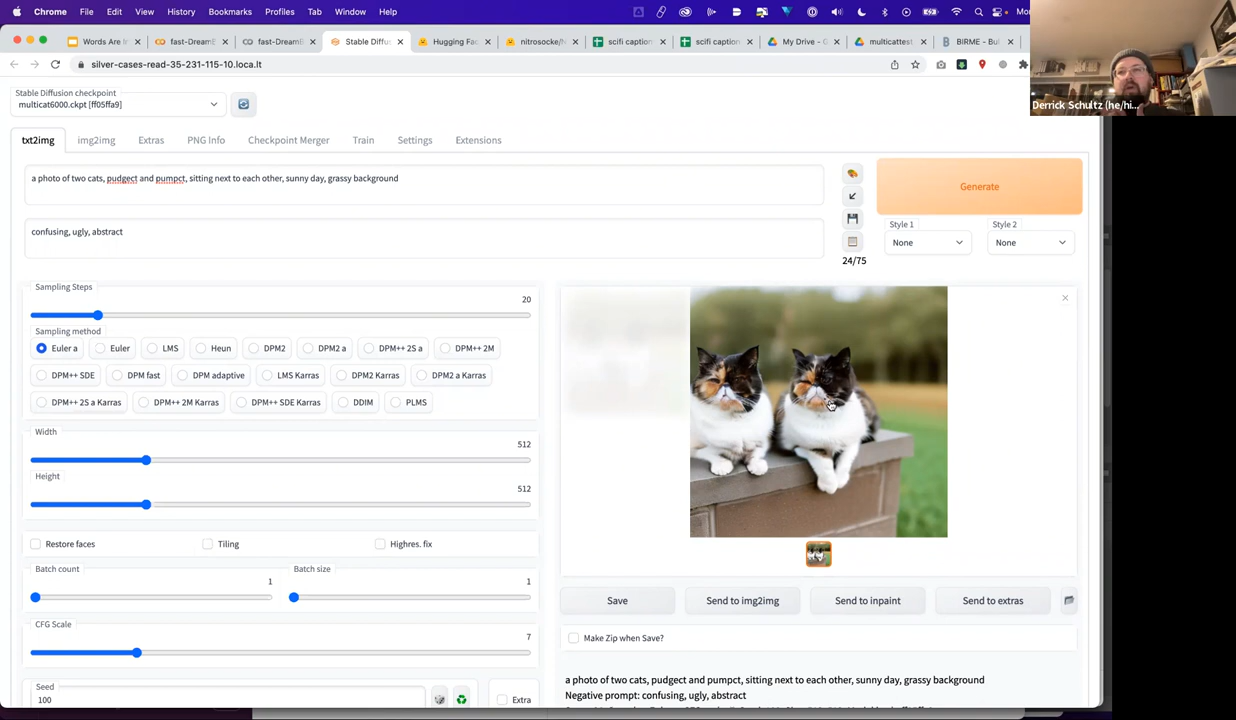 Chrome File Edit View History Bookmarks Profiles Tab Window Help
Words Are I
fast-DreamB
fast-DreamB
Stable Diffus
Hugging Fac
nitrosocke/N
scifi caption
scifi caption
My Drive - G
multicattest
BIRME - Bul
silver-cases-read-35-231-115-10.loca.lt
Derrick Schultz (he/hi...
Stable Diffusion checkpoint
multicat6000.ckpt [ff05ffa9]
txt2img img2img Extras PNG Info Checkpoint Merger Train Settings Extensions
a photo of two cats, pudgect and pumpct, sitting next to each other, sunny day, grassy background
confusing, ugly, abstract
24/75
Generate
Style 1
None
Style 2
None
Sampling Steps
20
Sampling method
Euler a Euler LMS Heun DPM2 DPM2 a DPM++ 2S a DPM++ 2M
DPM++ SDE DPM fast DPM adaptive LMS Karras DPM2 Karras DPM2 a Karras
DPM++ 2S a Karras DPM++ 2M Karras DPM++ SDE Karras DDIM PLMS
Width
512
Height
512
Restore faces Tiling Highres. fix
Batch count
1
Batch size
1
CFG Scale
7
Seed
100
Extra
Save Send to img2img Send to inpaint Send to extras
Make Zip when Save?
a photo of two cats, pudgect and pumpct, sitting next to each other, sunny day, grassy background
Negative prompt: confusing, ugly, abstract